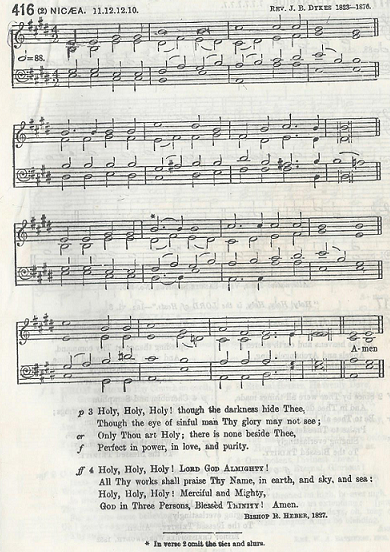 416 (2) NICÆA. 11.12.12.10. REV. J. B. DYKES 1823–1876.
=88.
A-men
p 3 Holy, Holy, Holy! though the darkness hide Thee,
Though the eye of sinful man Thy glory may not see;
cr Only Thou art Holy; there is none beside Thee,
f Perfect in power, in love, and purity.
ff 4 Holy, Holy, Holy! LORD GOD ALMIGHTY!
All Thy works shall praise Thy Name, in earth, and sky, and sea:
Holy, Holy, Holy! Merciful and Mighty,
God in Three Persons, Blessèd TRINITY! Amen.
BISHOP R. HEBER, 1827.
* In verse 2 omit the ties and slurs.